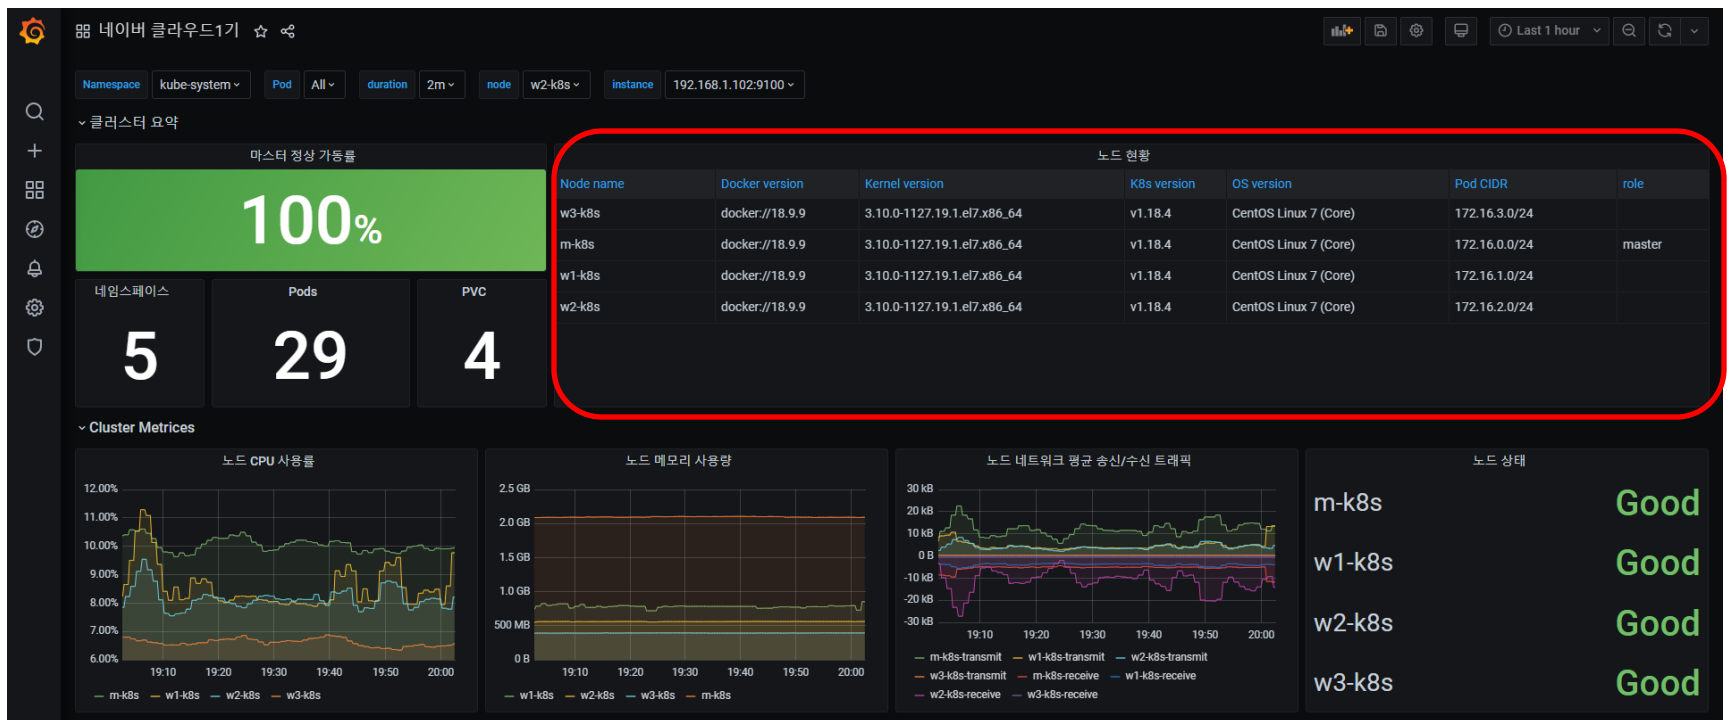 네이버 클라우드1기
Last 1 hour
Namespace kube-system Pod All duration 2m node w2-k8s instance 192.168.1.102:9100
클러스터 요약
마스터 정상 가동률
100%
네임스페이스
5
Pods
29
PVC
4
노드 현황
Node name Docker version Kernel version K8s version OS version Pod CIDR role
w3-k8s docker://18.9.9 3.10.0-1127.19.1.el7.x86_64 v1.18.4 CentOS Linux 7 (Core) 172.16.3.0/24
m-k8s docker://18.9.9 3.10.0-1127.19.1.el7.x86_64 v1.18.4 CentOS Linux 7 (Core) 172.16.0.0/24 master
w1-k8s docker://18.9.9 3.10.0-1127.19.1.el7.x86_64 v1.18.4 CentOS Linux 7 (Core) 172.16.1.0/24
w2-k8s docker://18.9.9 3.10.0-1127.19.1.el7.x86_64 v1.18.4 CentOS Linux 7 (Core) 172.16.2.0/24
Cluster Metrices
노드 CPU 사용률
12.00%
11.00%
10.00%
9.00%
8.00%
7.00%
6.00%
19:10 19:20 19:30 19:40 19:50 20:00
m-k8s w1-k8s w2-k8s w3-k8s
노드 메모리 사용량
2.5 GB
2.0 GB
1.5 GB
1.0 GB
500 MB
0 B
19:10 19:20 19:30 19:40 19:50 20:00
w1-k8s w2-k8s w3-k8s m-k8s
노드 네트워크 평균 송신/수신 트래픽
30 kB
20 kB
10 kB
0 B
-10 kB
-20 kB
-30 kB
19:10 19:20 19:30 19:40 19:50 20:00
m-k8s-transmit w1-k8s-transmit w2-k8s-transmit
w3-k8s-transmit m-k8s-receive w1-k8s-receive
w2-k8s-receive w3-k8s-receive
노드 상태
m-k8s Good
w1-k8s Good
w2-k8s Good
w3-k8s Good